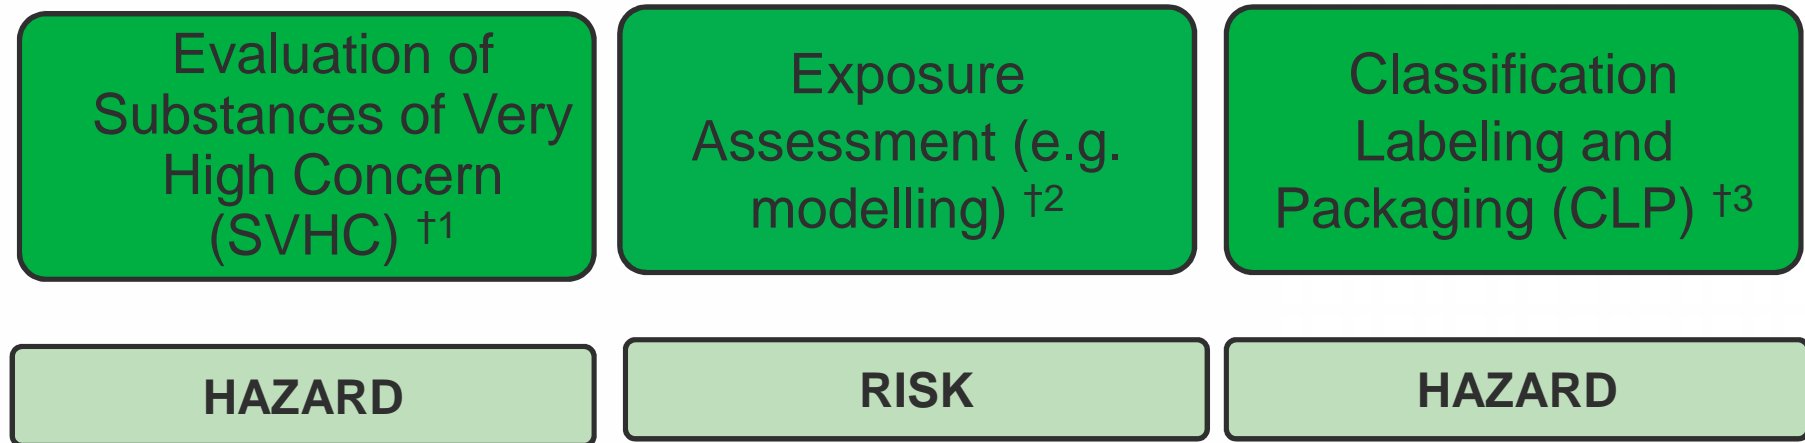 Evaluation of
Substances of Very
High Concern
(SVHC) †1
Exposure
Assessment (e.g.
modelling) †2
Classification
Labeling and
Packaging (CLP) †3
HAZARD
RISK
HAZARD